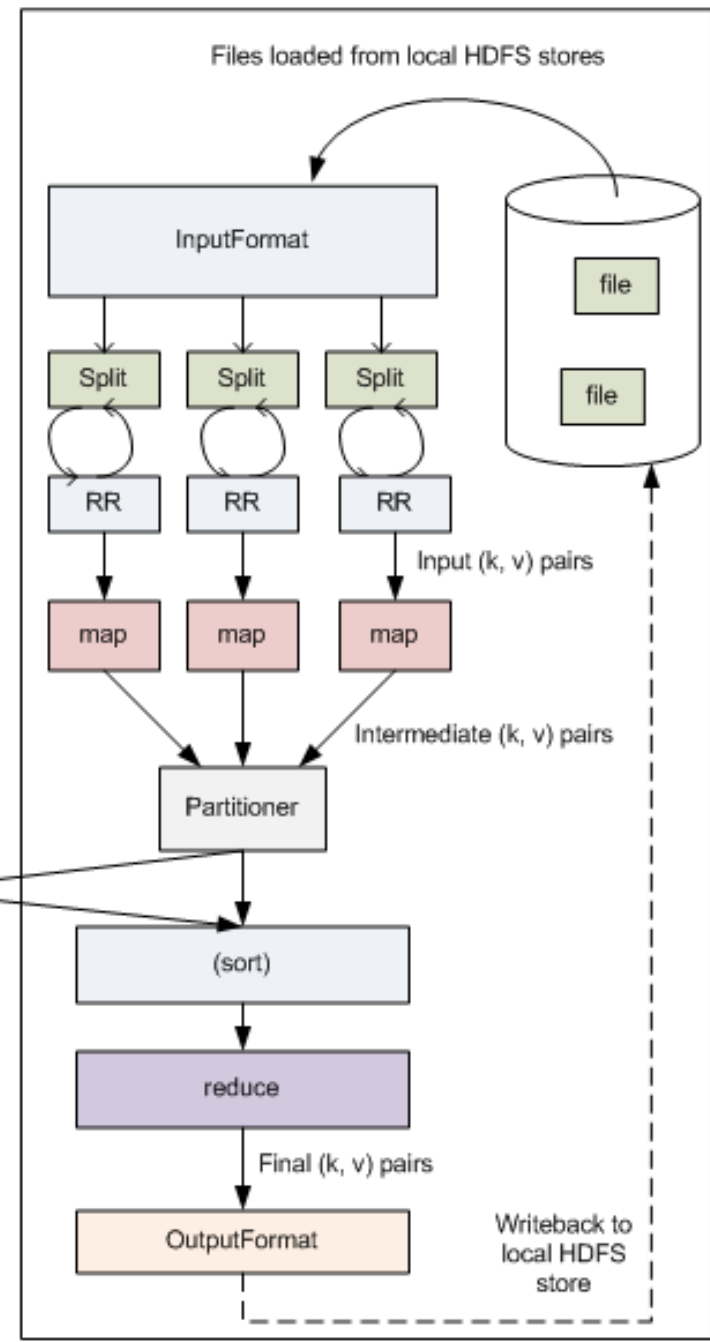 Files loaded from local HDFS stores
InputFormat
file
file
Split
Split
Split
RR
RR
RR
Input (k, v) pairs
map
map
map
Intermediate (k, v) pairs
Partitioner
(sort)
reduce
Final (k, v) pairs
OutputFormat
Writeback to
local HDFS
store